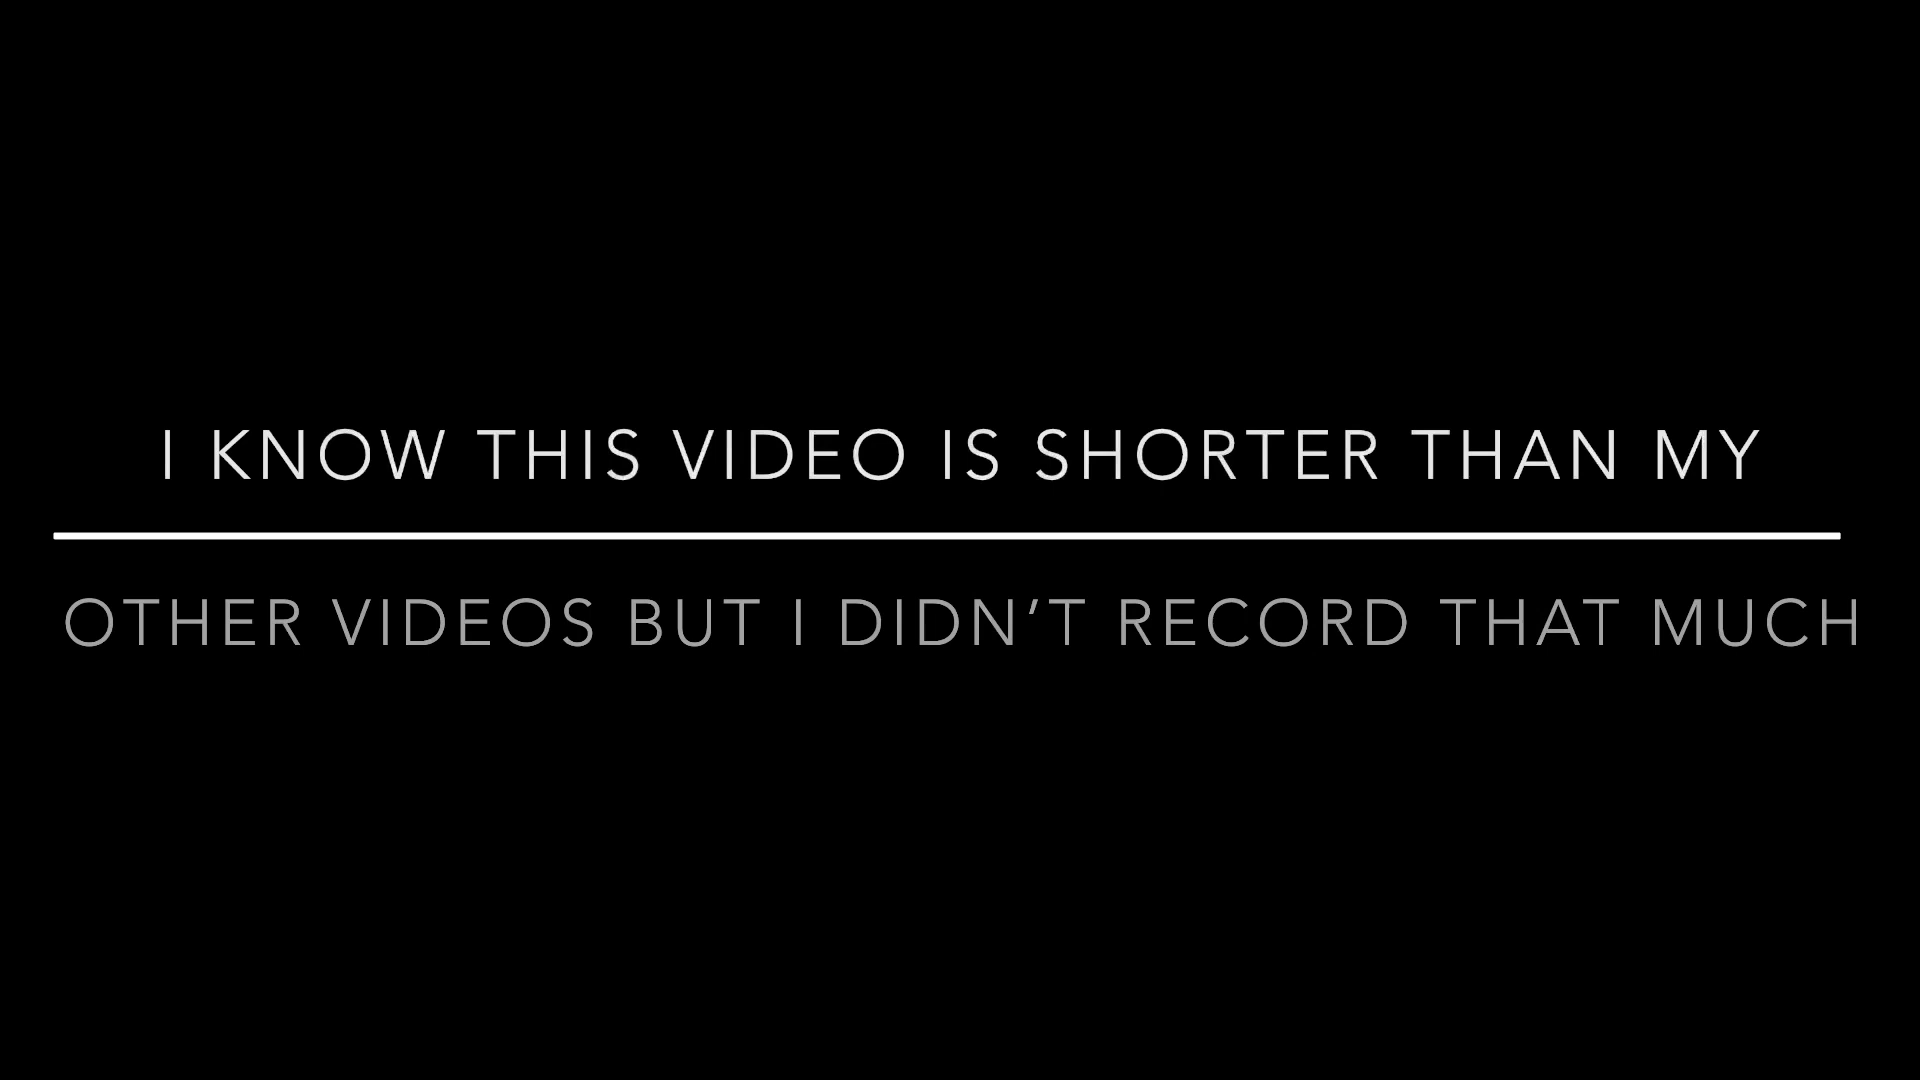 I KNOW THIS VIDEO IS SHORTER THAN MY
OTHER VIDEOS BUT I DIDN’T RECORD THAT MUCH